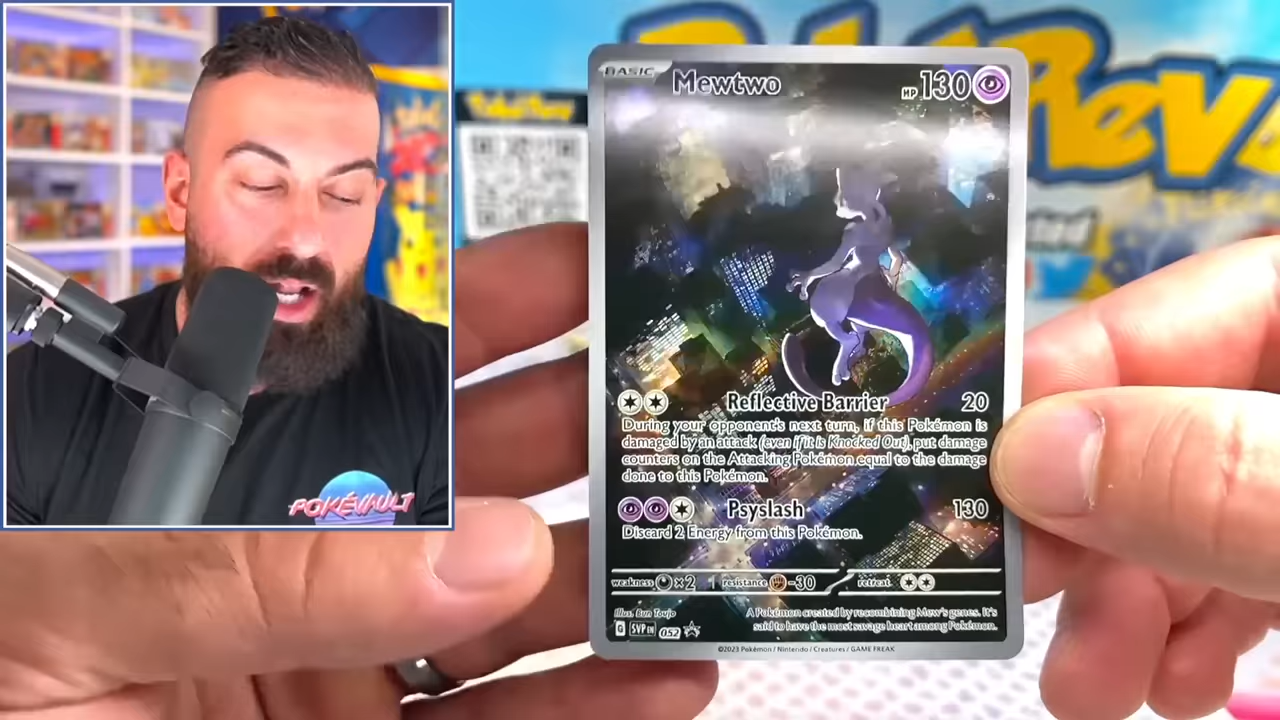 POKÉVAULT
BASIC Mewtwo HP 130
Reflective Barrier 20
During your opponent's next turn, if this Pokémon is
damaged by an attack (even if it is Knocked Out), put damage
counters on the Attacking Pokémon equal to the damage
done to this Pokémon.
Psyslash 130
Discard 2 Energy from this Pokémon.
weakness ×2 resistance -30 retreat
Illus. Bun Toujo
A Pokémon created by recombining Mew's genes. It's
said to have the most savage heart among Pokémon.
G SVP EN 052
©2023 Pokémon / Nintendo / Creatures / GAME FREAK